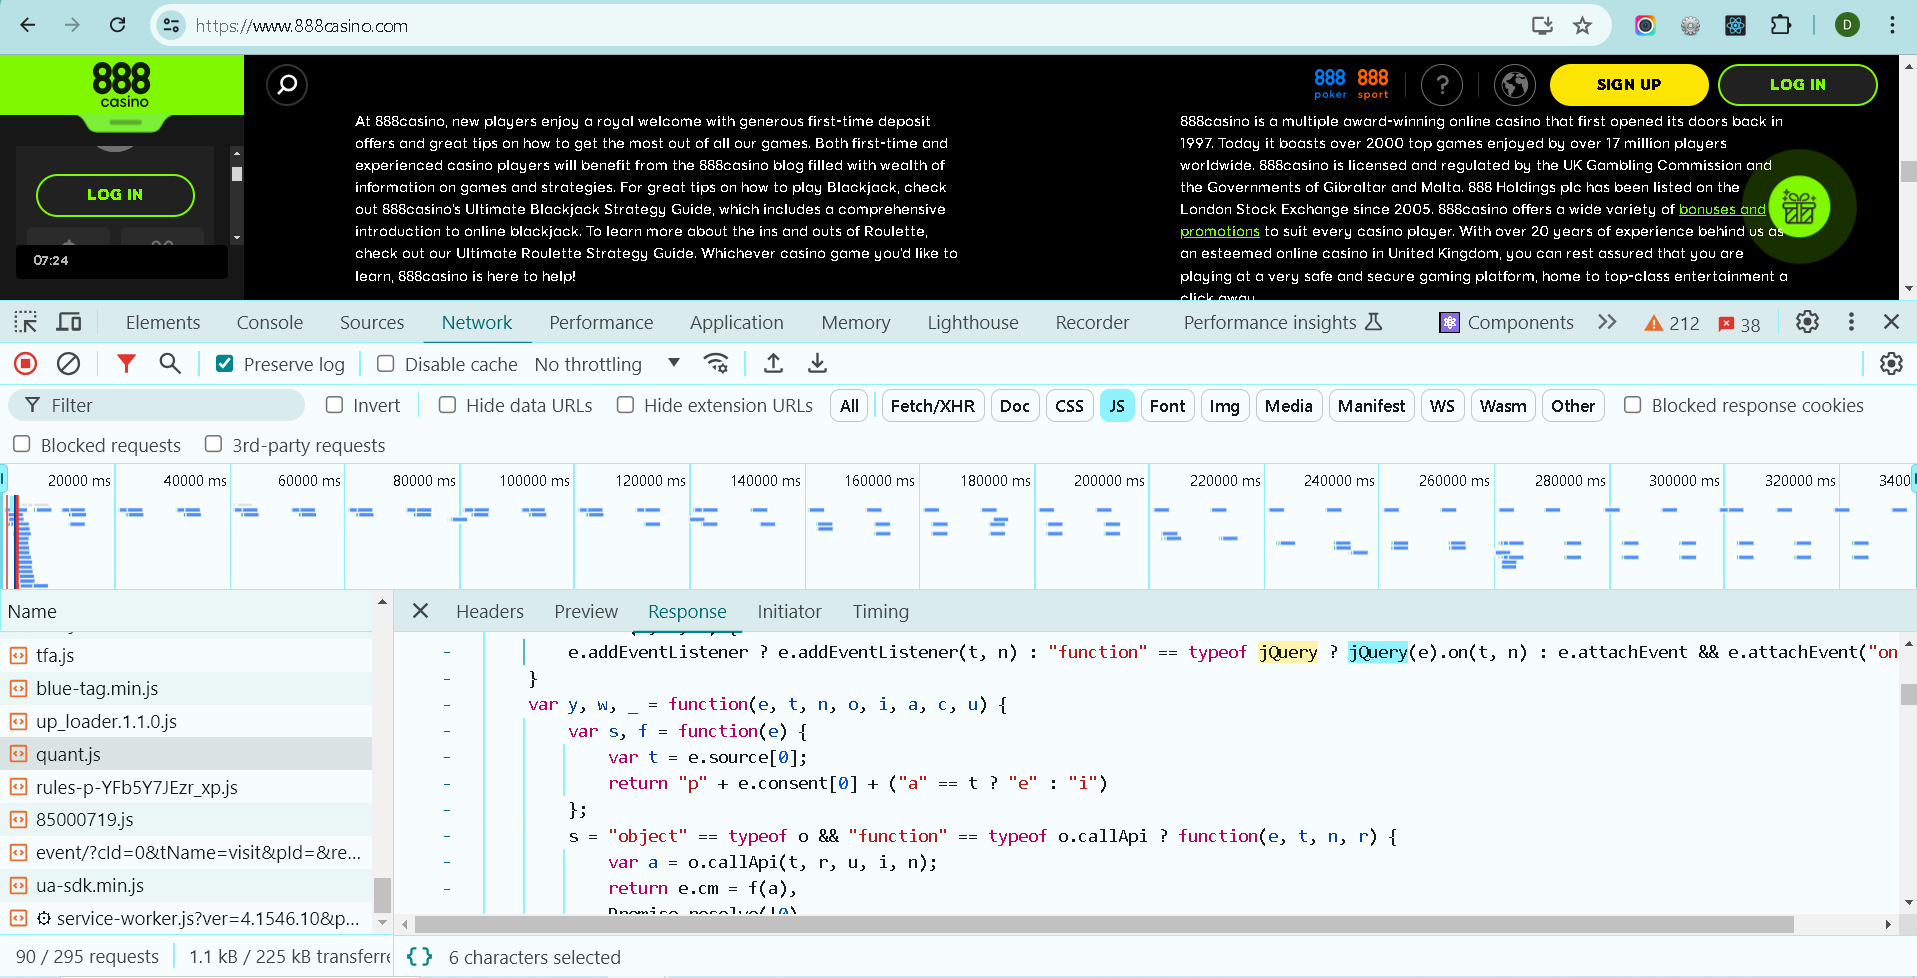 https://www.888casino.com
D
888
casino
888 888
poker sport
?
SIGN UP
LOG IN
LOG IN
07:24
At 888casino, new players enjoy a royal welcome with generous first-time deposit
offers and great tips on how to get the most out of all our games. Both first-time and
experienced casino players will benefit from the 888casino blog filled with wealth of
information on games and strategies. For great tips on how to play Blackjack, check
out 888casino's Ultimate Blackjack Strategy Guide, which includes a comprehensive
introduction to online blackjack. To learn more about the ins and outs of Roulette,
check out our Ultimate Roulette Strategy Guide. Whichever casino game you'd like to
learn, 888casino is here to help!
888casino is a multiple award-winning online casino that first opened its doors back in
1997. Today it boasts over 2000 top games enjoyed by over 17 million players
worldwide. 888casino is licensed and regulated by the UK Gambling Commission and
the Governments of Gibraltar and Malta. 888 Holdings plc has been listed on the
London Stock Exchange since 2005. 888casino offers a wide variety of bonuses and
promotions to suit every casino player. With over 20 years of experience behind us as
an esteemed online casino in United Kingdom, you can rest assured that you are
playing at a very safe and secure gaming platform, home to top-class entertainment a
click away
Elements Console Sources Network Performance Application Memory Lighthouse Recorder Performance insights Components 212 38
Preserve log Disable cache No throttling
Filter Invert Hide data URLs Hide extension URLs All Fetch/XHR Doc CSS JS Font Img Media Manifest WS Wasm Other Blocked response cookies
Blocked requests 3rd-party requests
20000 ms 40000 ms 60000 ms 80000 ms 100000 ms 120000 ms 140000 ms 160000 ms 180000 ms 200000 ms 220000 ms 240000 ms 260000 ms 280000 ms 300000 ms 320000 ms 3400
Name
tfa.js
blue-tag.min.js
up_loader.1.1.0.js
quant.js
rules-p-YFb5Y7JEzr_xp.js
85000719.js
event/?cId=0&tName=visit&pId=&re...
ua-sdk.min.js
service-worker.js?ver=4.1546.10&p...
90 / 295 requests 1.1 kB / 225 kB transferre
Headers Preview Response Initiator Timing
- e.addEventListener ? e.addEventListener(t, n) : "function" == typeof jQuery ? jQuery(e).on(t, n) : e.attachEvent && e.attachEvent("on
- }
- var y, w, _ = function(e, t, n, o, i, a, c, u) {
- var s, f = function(e) {
- var t = e.source[0];
- return "p" + e.consent[0] + ("a" == t ? "e" : "i")
- };
- s = "object" == typeof o && "function" == typeof o.callApi ? function(e, t, n, r) {
- var a = o.callApi(t, r, u, i, n);
- return e.cm = f(a),
Promise.resolve(!0)
{} 6 characters selected